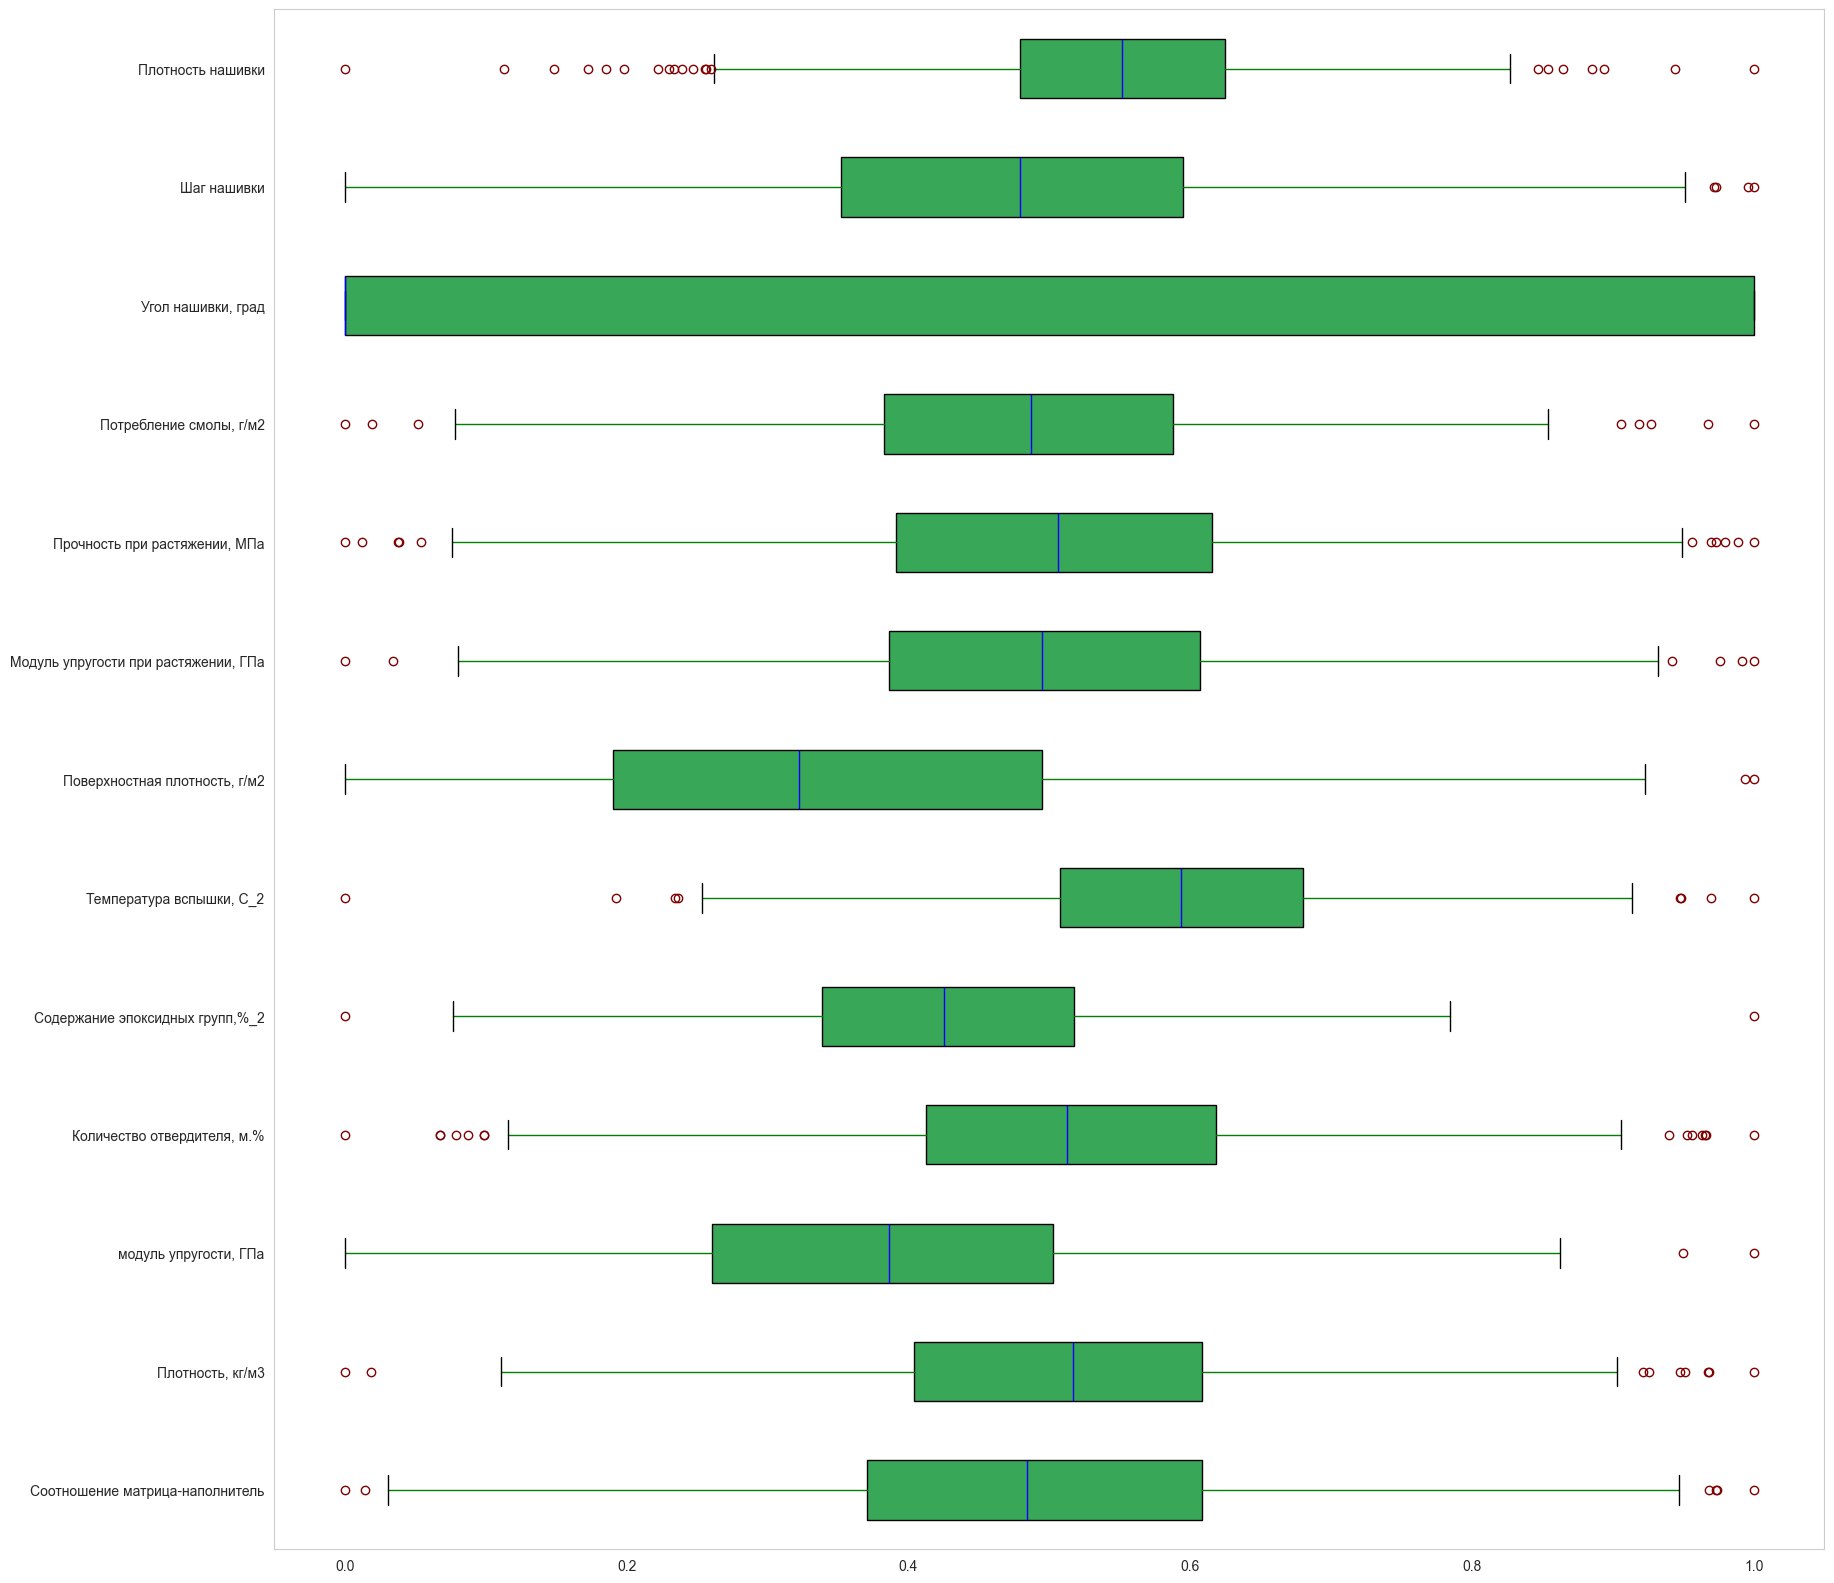 Плотность нашивки
Шаг нашивки
Угол нашивки, град
Потребление смолы, г/м2
Прочность при растяжении, МПа
Модуль упругости при растяжении, ГПа
Поверхностная плотность, г/м2
Температура вспышки, С_2
Содержание эпоксидных групп,%_2
Количество отвердителя, м.%
модуль упругости, ГПа
Плотность, кг/м3
Соотношение матрица-наполнитель
0.0 0.2 0.4 0.6 0.8 1.0